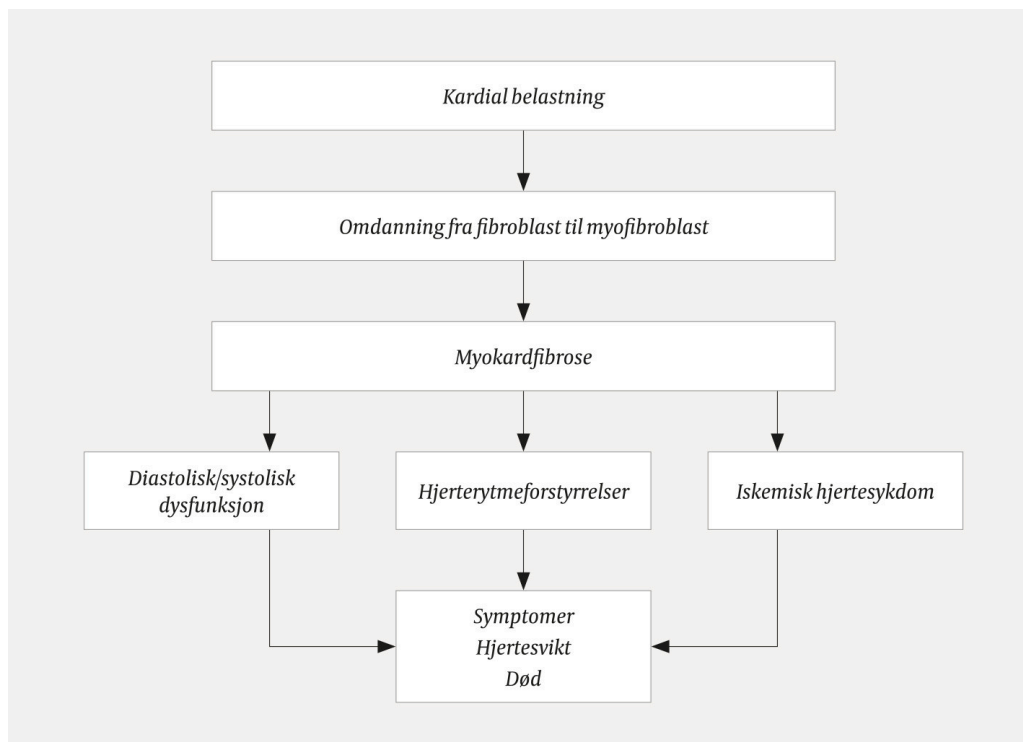 Kardial belastning
Omdanning fra fibroblast til myofibroblast
Myokardfibrose
Diastolisk/systolisk
dysfunksjon
Hjerterytmeforstyrrelser
Iskemisk hjertesykdom
Symptomer
Hjertesvikt
Død